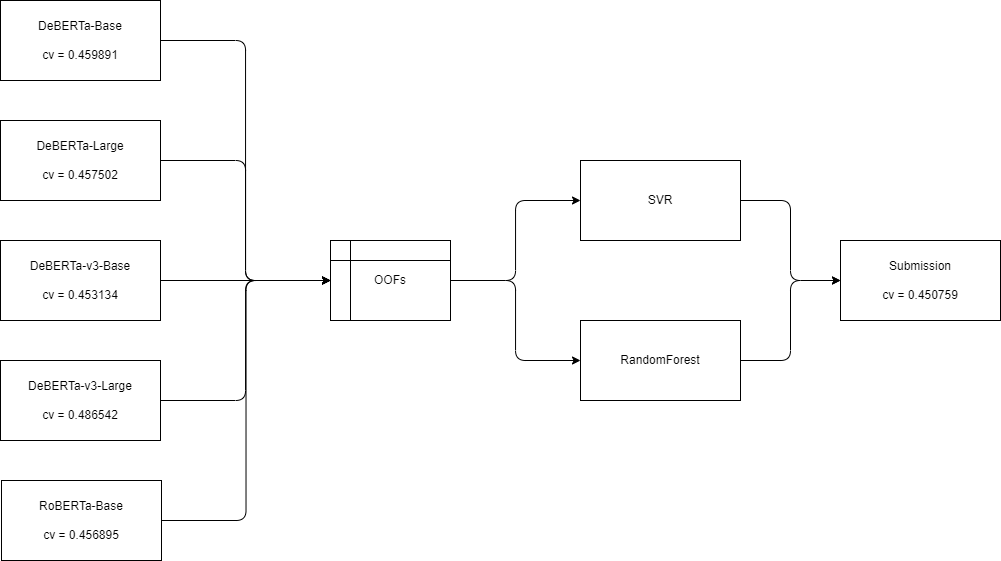 DeBERTa-Base
cv = 0.459891
DeBERTa-Large
cv = 0.457502
DeBERTa-v3-Base
cv = 0.453134
DeBERTa-v3-Large
cv = 0.486542
RoBERTa-Base
cv = 0.456895
OOFs
SVR
RandomForest
Submission
cv = 0.450759